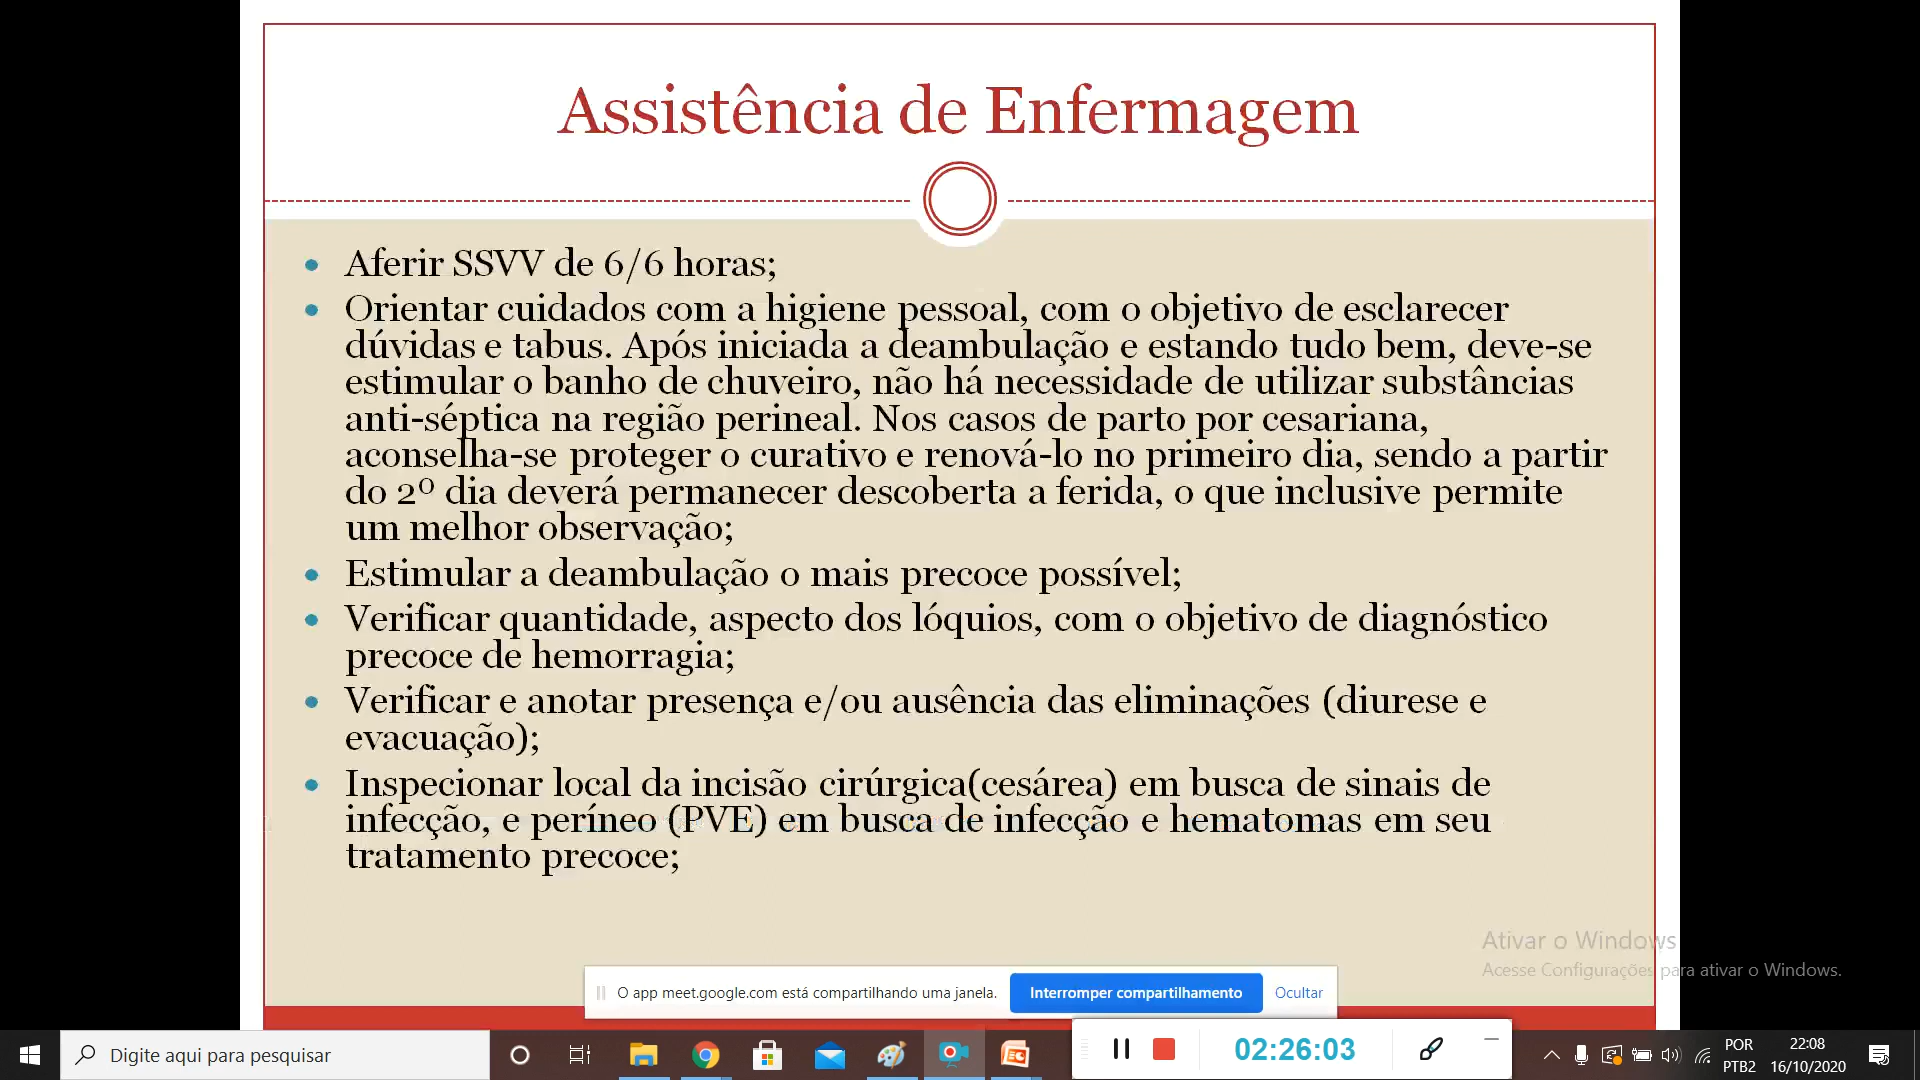 Assistência de Enfermagem
Aferir SSVV de 6/6 horas;
Orientar cuidados com a higiene pessoal, com o objetivo de esclarecer
dúvidas e tabus. Após iniciada a deambulação e estando tudo bem, deve-se
estimular o banho de chuveiro, não há necessidade de utilizar substâncias
anti-séptica na região perineal. Nos casos de parto por cesariana,
aconselha-se proteger o curativo e renová-lo no primeiro dia, sendo a partir
do 2º dia deverá permanecer descoberta a ferida, o que inclusive permite
um melhor observação;
Estimular a deambulação o mais precoce possível;
Verificar quantidade, aspecto dos lóquios, com o objetivo de diagnóstico
precoce de hemorragia;
Verificar e anotar presença e/ou ausência das eliminações (diurese e
evacuação);
Inspecionar local da incisão cirúrgica(cesárea) em busca de sinais de
infecção, e períneo (PVE) em busca de infecção e hematomas em seu
tratamento precoce;
Ativar o Windows
Acesse Configurações para ativar o Windows.
O app meet.google.com está compartilhando uma janela.
Interromper compartilhamento
Ocultar
Digite aqui para pesquisar
02:26:03
POR
PTB2
22:08
16/10/2020